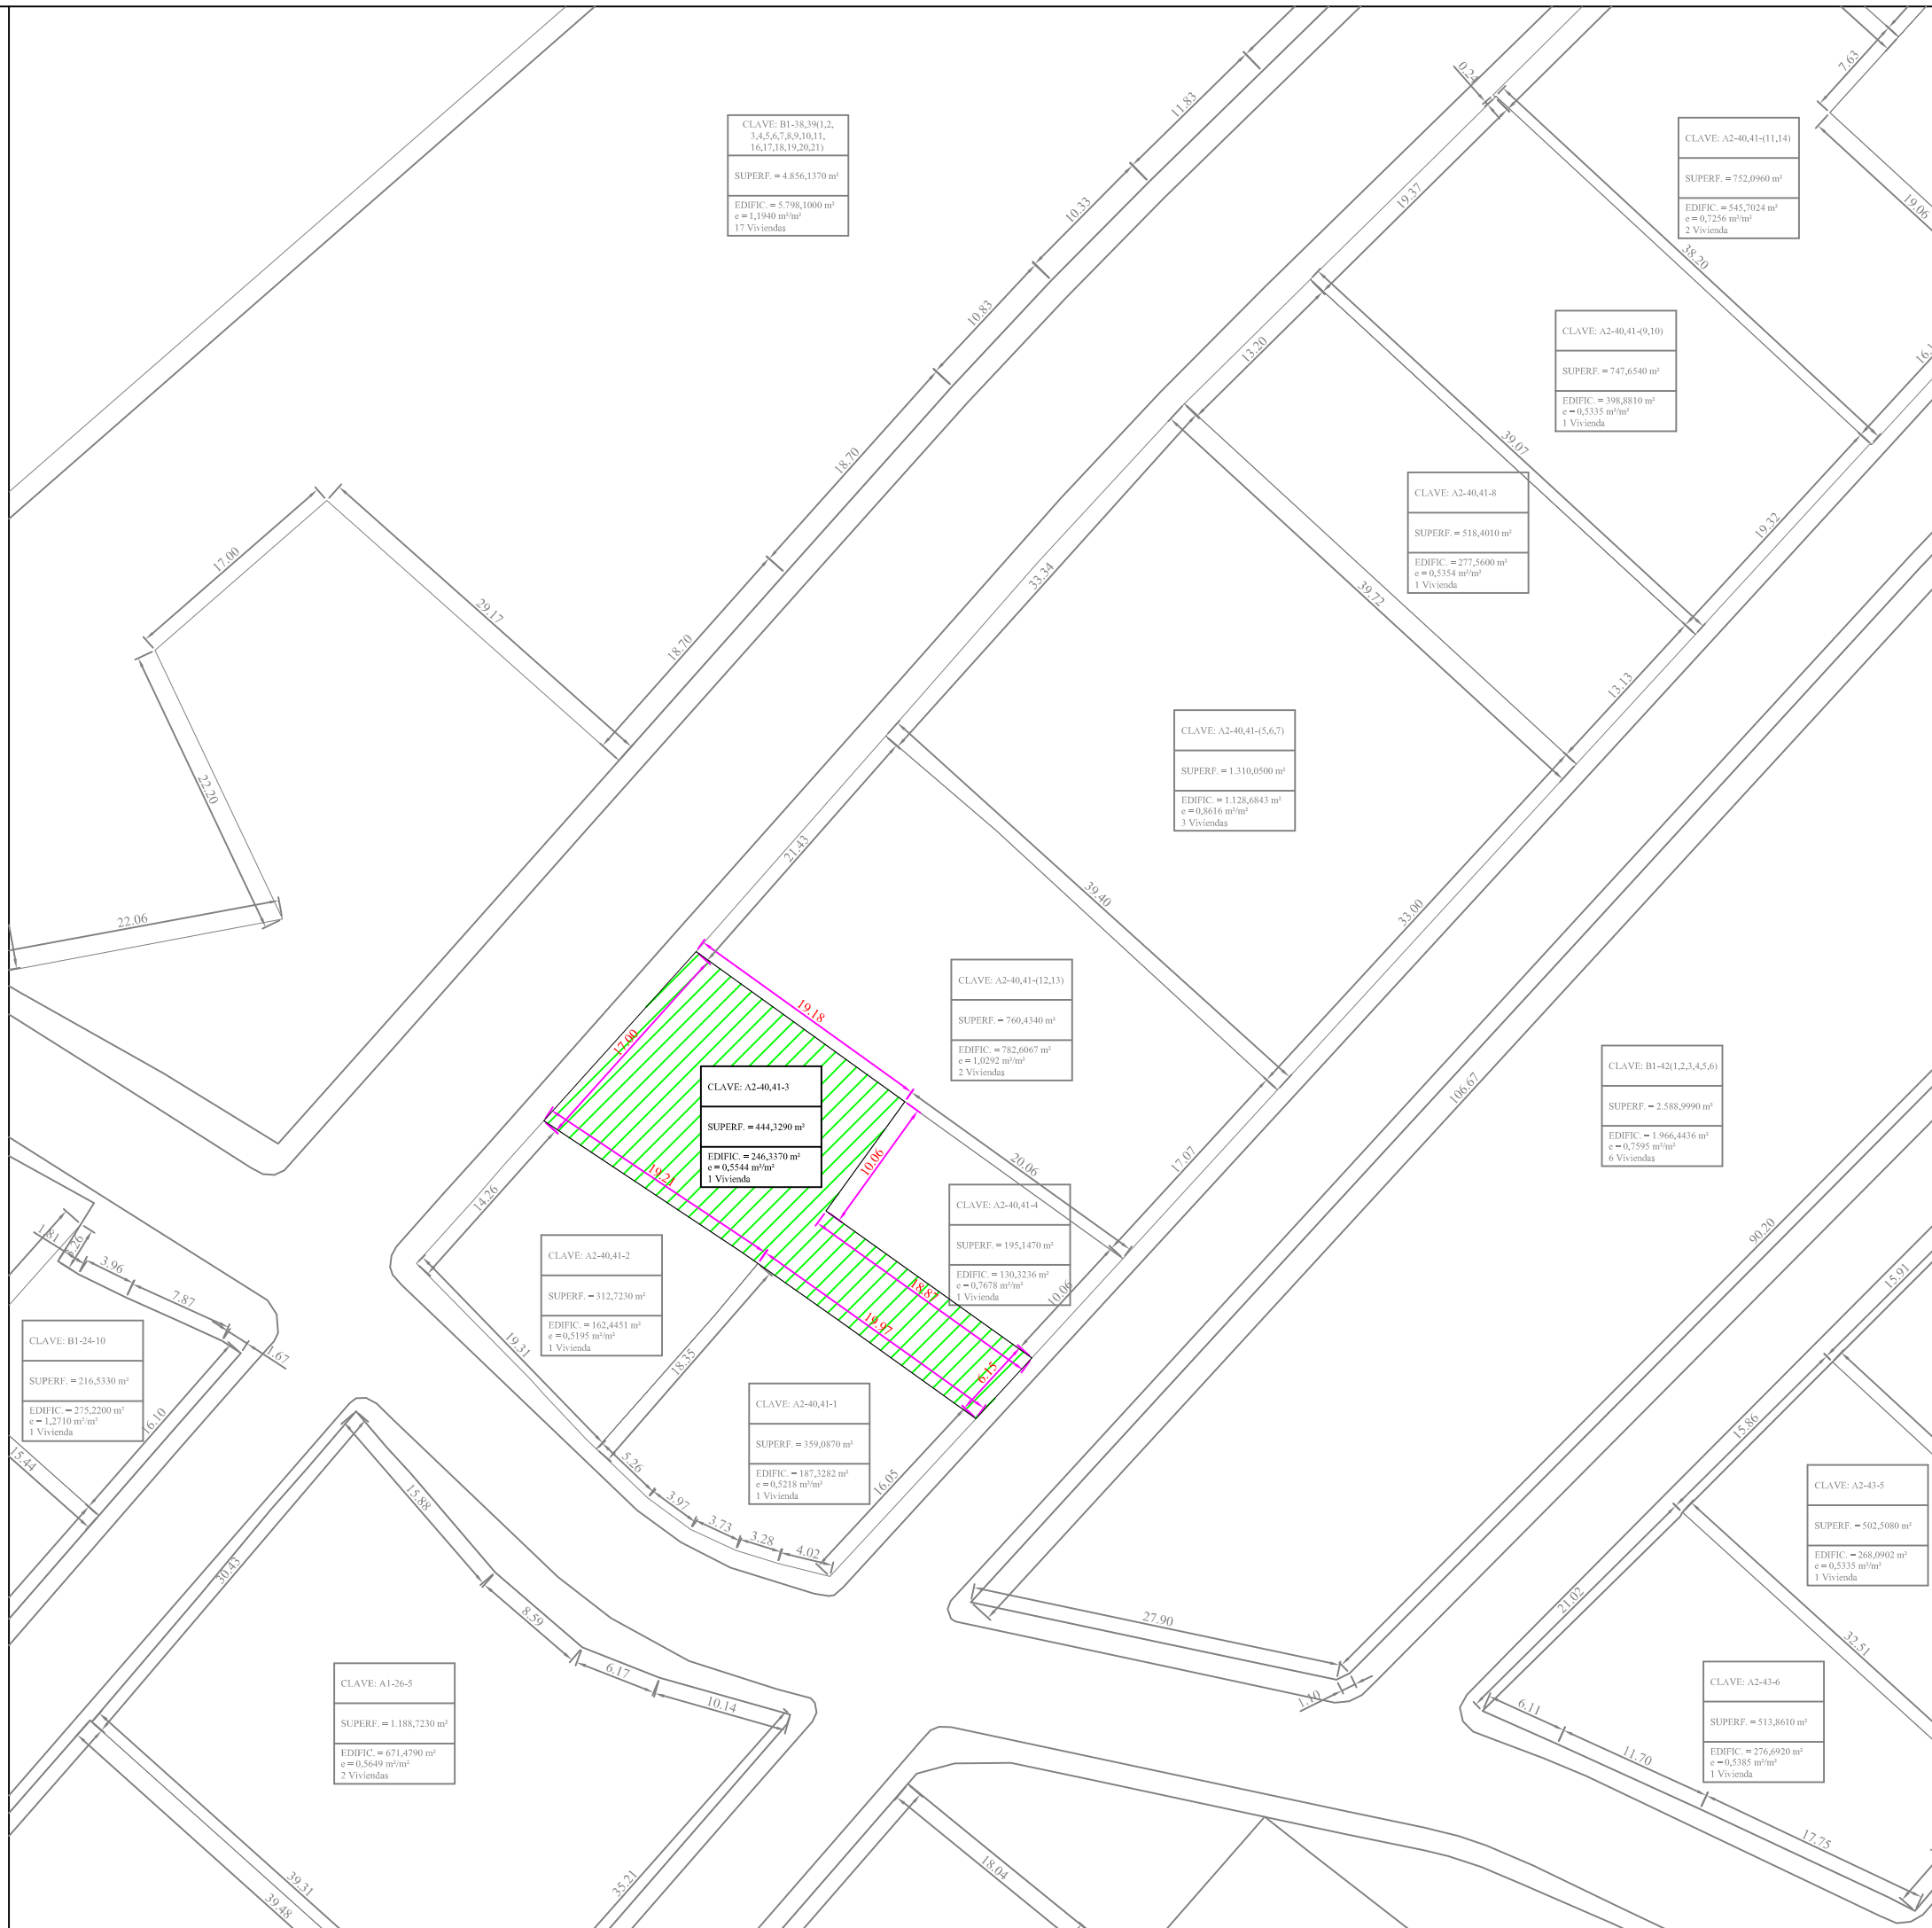 CLAVE: B1-38,39(1,2,
3,4,5,6,7,8,9,10,11,
16,17,18,19,20,21)
SUPERF. = 4.856,1370 m²
EDIFIC. = 5.798,1000 m²
e = 1,1940 m²/m²
17 Viviendas
CLAVE: A2-40,41-(11,14)
SUPERF. = 752,0960 m²
EDIFIC. = 545,7024 m²
e = 0,7256 m²/m²
2 Vivienda
CLAVE: A2-40,41-(9,10)
SUPERF. = 747,6540 m²
EDIFIC. = 398,8810 m²
e = 0,5335 m²/m²
1 Vivienda
CLAVE: A2-40,41-8
SUPERF. = 518,4010 m²
EDIFIC. = 277,5600 m²
e = 0,5354 m²/m²
1 Vivienda
CLAVE: A2-40,41-(5,6,7)
SUPERF. = 1.310,0500 m²
EDIFIC. = 1.128,6843 m²
e = 0,8616 m²/m²
3 Viviendas
CLAVE: A2-40,41-(12,13)
SUPERF. = 760,4340 m²
EDIFIC. = 782,6067 m²
e = 1,0292 m²/m²
2 Viviendas
CLAVE: B1-42(1,2,3,4,5,6)
SUPERF. = 2.588,9990 m²
EDIFIC. = 1.966,4436 m²
e = 0,7595 m²/m²
6 Viviendas
CLAVE: A2-40,41-3
SUPERF. = 444,3290 m²
EDIFIC. = 246,3370 m²
e = 0,5544 m²/m²
1 Vivienda
CLAVE: A2-40,41-4
SUPERF. = 195,1470 m²
EDIFIC. = 130,3236 m²
e = 0,7678 m²/m²
1 Vivienda
CLAVE: A2-40,41-2
SUPERF. = 312,7230 m²
EDIFIC. = 162,4451 m²
e = 0,5195 m²/m²
1 Vivienda
CLAVE: B1-24-10
SUPERF. = 216,5330 m²
EDIFIC. = 275,2200 m²
e = 1,2710 m²/m²
1 Vivienda
CLAVE: A2-40,41-1
SUPERF. = 359,0870 m²
EDIFIC. = 187,3282 m²
e = 0,5218 m²/m²
1 Vivienda
CLAVE: A2-43-5
SUPERF. = 502,5080 m²
EDIFIC. = 268,0902 m²
e = 0,5335 m²/m²
1 Vivienda
CLAVE: A1-26-5
SUPERF. = 1.188,7230 m²
EDIFIC. = 671,4790 m²
e = 0,5649 m²/m²
2 Viviendas
CLAVE: A2-43-6
SUPERF. = 513,8610 m²
EDIFIC. = 276,6920 m²
e = 0,5385 m²/m²
1 Vivienda
7.63
0.24
11.83
19.37
19.06
10.33
38.20
10.83
13.20
39.07
18.70
19.32
17.00
33.34
39.72
29.17
18.70
13.13
22.20
21.43
39.40
33.00
22.06
19.18
17.00
106.67
10.06
20.06
17.07
19.21
14.26
90.20
1.81
3.96
7.87
1.67
18.87
10.06
19.97
6.15
19.31
18.35
15.91
15.86
16.10
15.44
5.26
3.97
3.73
3.28
4.02
16.05
15.88
30.43
8.59
27.90
21.02
32.51
6.17
10.14
1.10
6.11
11.70
17.75
39.31
39.48
35.21
18.04